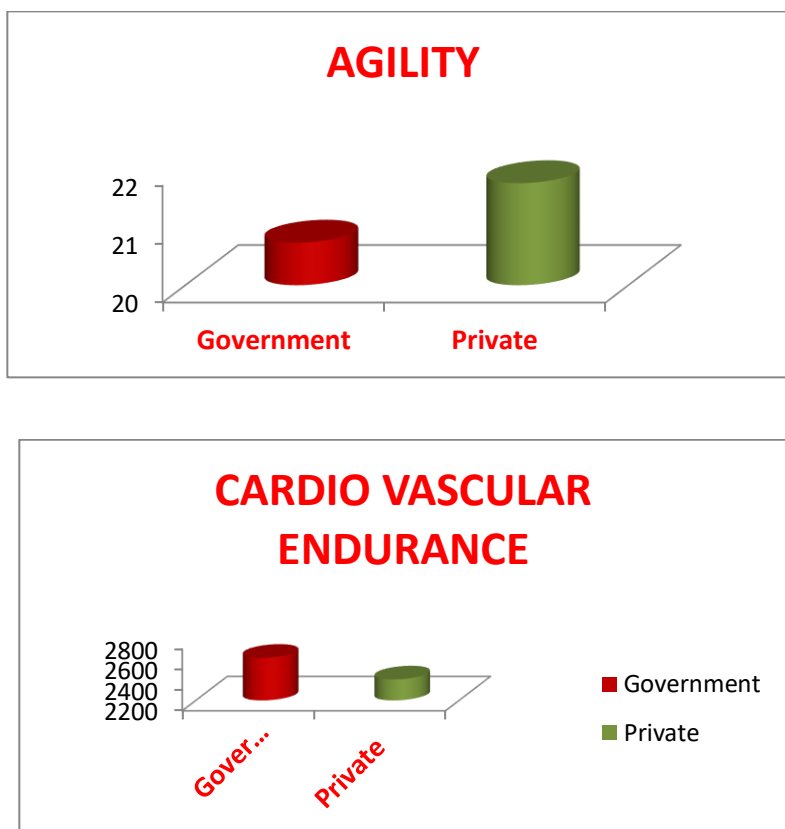 AGILITY
22
21
20
Government Private
CARDIO VASCULAR
ENDURANCE
2800
2600
2400
2200
Gover... Private
Government
Private